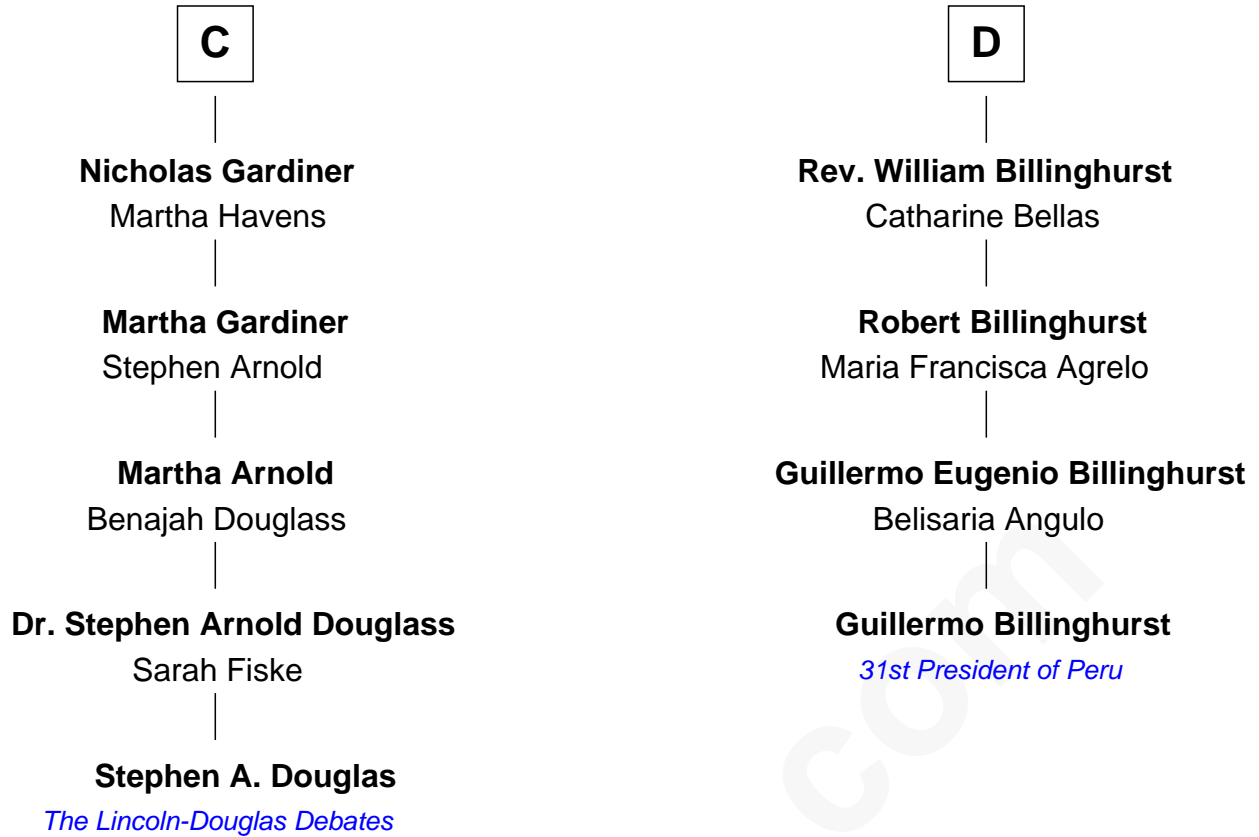 C
Nicholas Gardiner
Martha Havens
Martha Gardiner
Stephen Arnold
Martha Arnold
Benajah Douglass
Dr. Stephen Arnold Douglass
Sarah Fiske
Stephen A. Douglas
The Lincoln-Douglas Debates
D
Rev. William Billinghurst
Catharine Bellas
Robert Billinghurst
Maria Francisca Agrelo
Guillermo Eugenio Billinghurst
Belisaria Angulo
Guillermo Billinghurst
31st President of Peru
com